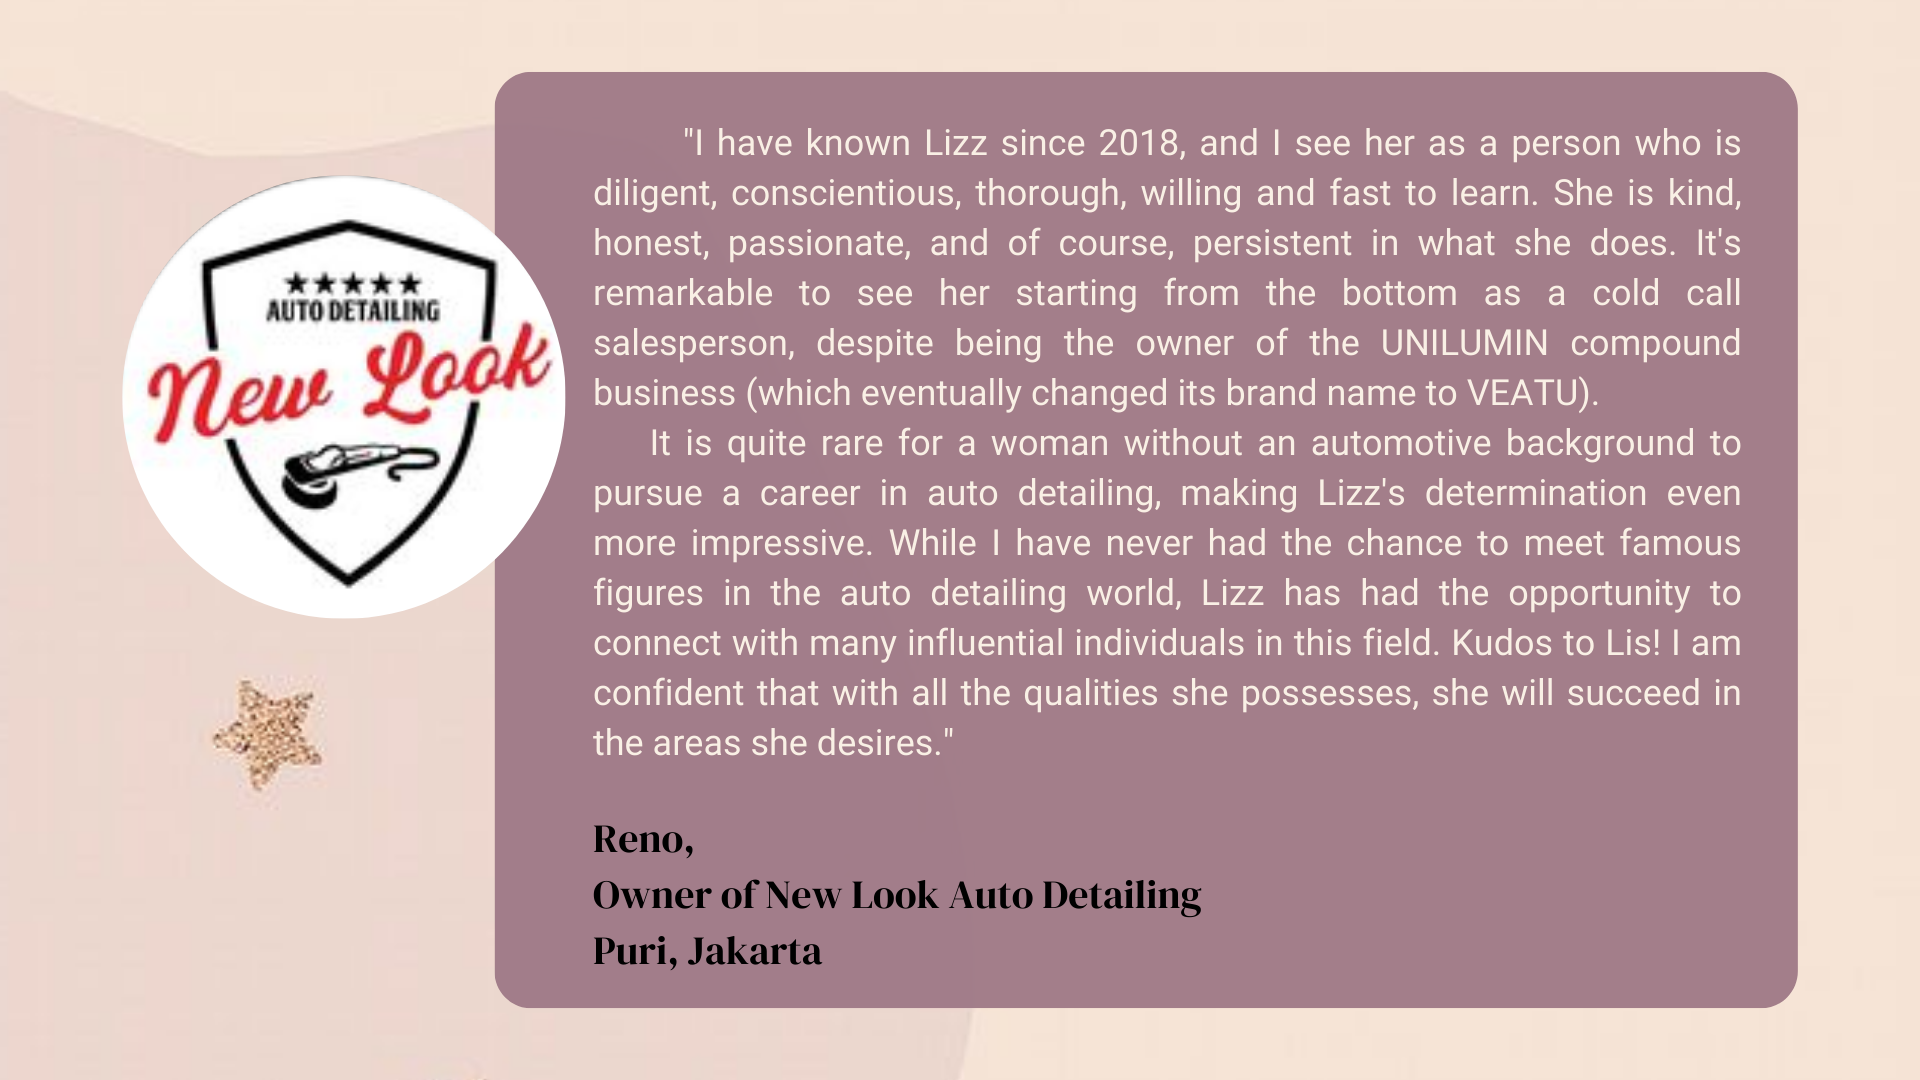 AUTO DETAILING
New Look
"I have known Lizz since 2018, and I see her as a person who is
diligent, conscientious, thorough, willing and fast to learn. She is kind,
honest, passionate, and of course, persistent in what she does. It's
remarkable to see her starting from the bottom as a cold call
salesperson, despite being the owner of the UNILUMIN compound
business (which eventually changed its brand name to VEATU).
It is quite rare for a woman without an automotive background to
pursue a career in auto detailing, making Lizz's determination even
more impressive. While I have never had the chance to meet famous
figures in the auto detailing world, Lizz has had the opportunity to
connect with many influential individuals in this field. Kudos to Lis! I am
confident that with all the qualities she possesses, she will succeed in
the areas she desires."
Reno,
Owner of New Look Auto Detailing
Puri, Jakarta